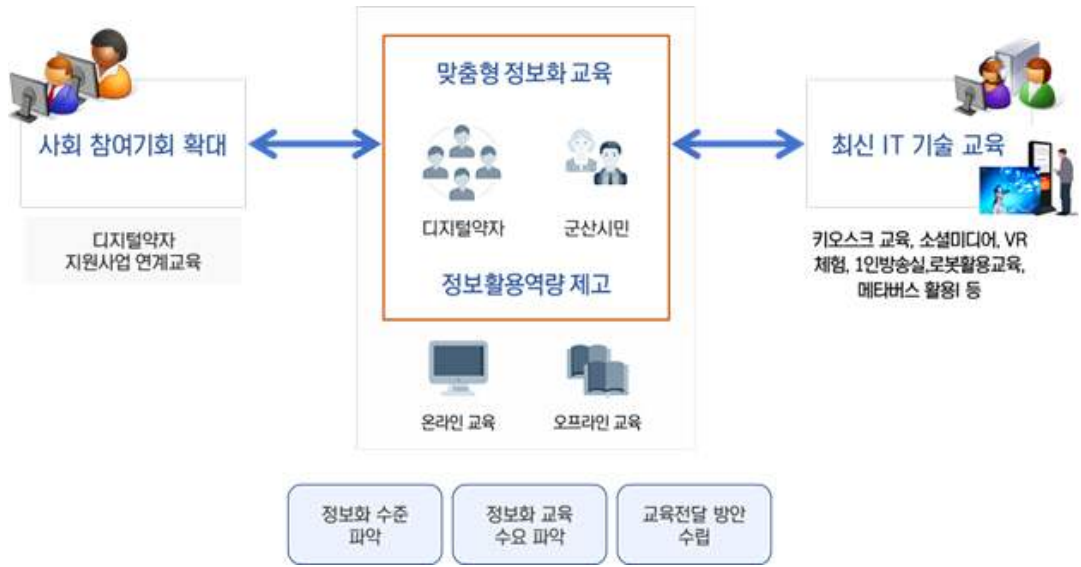 맞춤형 정보화 교육
사회 참여기회 확대
최신 IT 기술 교육
디지털약자
군산시민
디지털약자
지원사업 연계교육
키오스크 교육, 소셜미디어, VR
체험, 1인방송실,로봇활용교육,
메타버스 활용l 등
정보활용역량 제고
온라인 교육
오프라인 교육
정보화 수준
파악
정보화 교육
수요 파악
교육전달 방안
수립